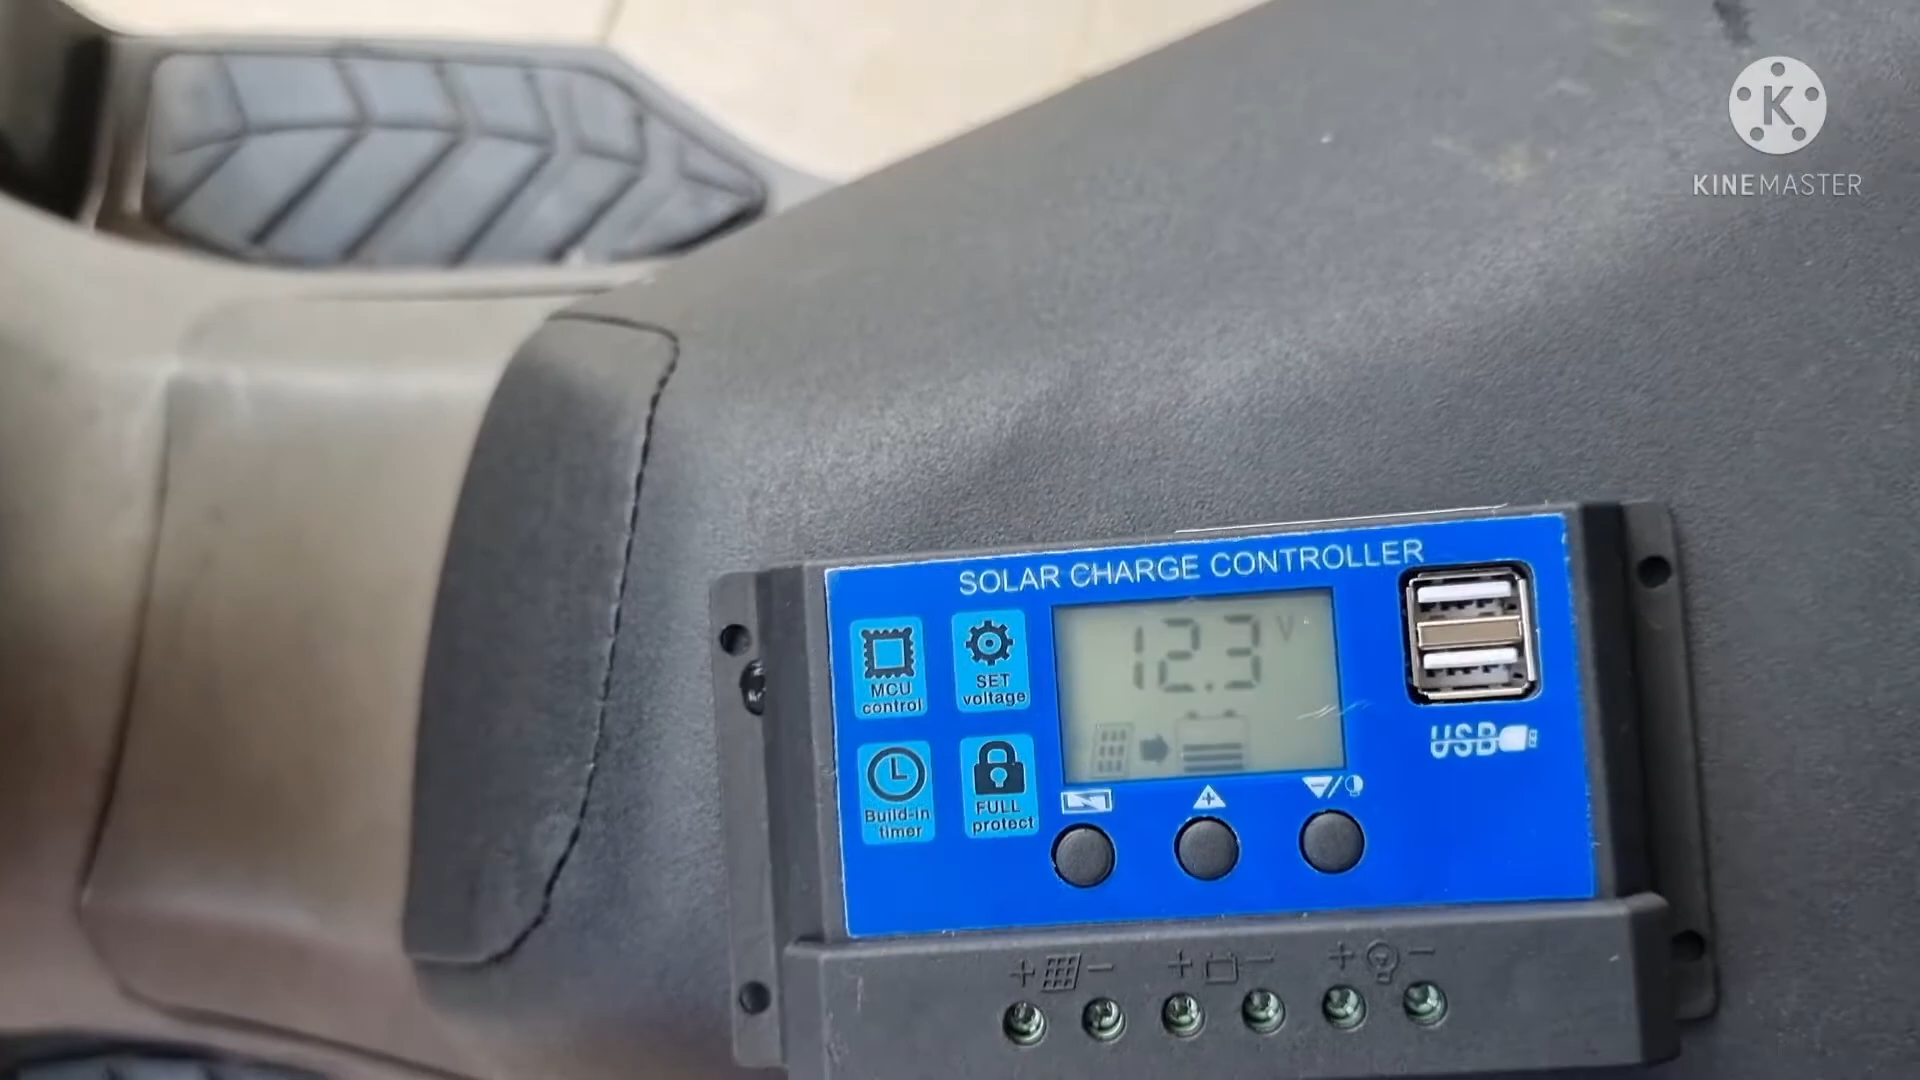 K
KINEMASTER
SOLAR CHARGE CONTROLLER
MCU
control
SET
voltage
12.3 V
Build-in
timer
FULL
protect
USB